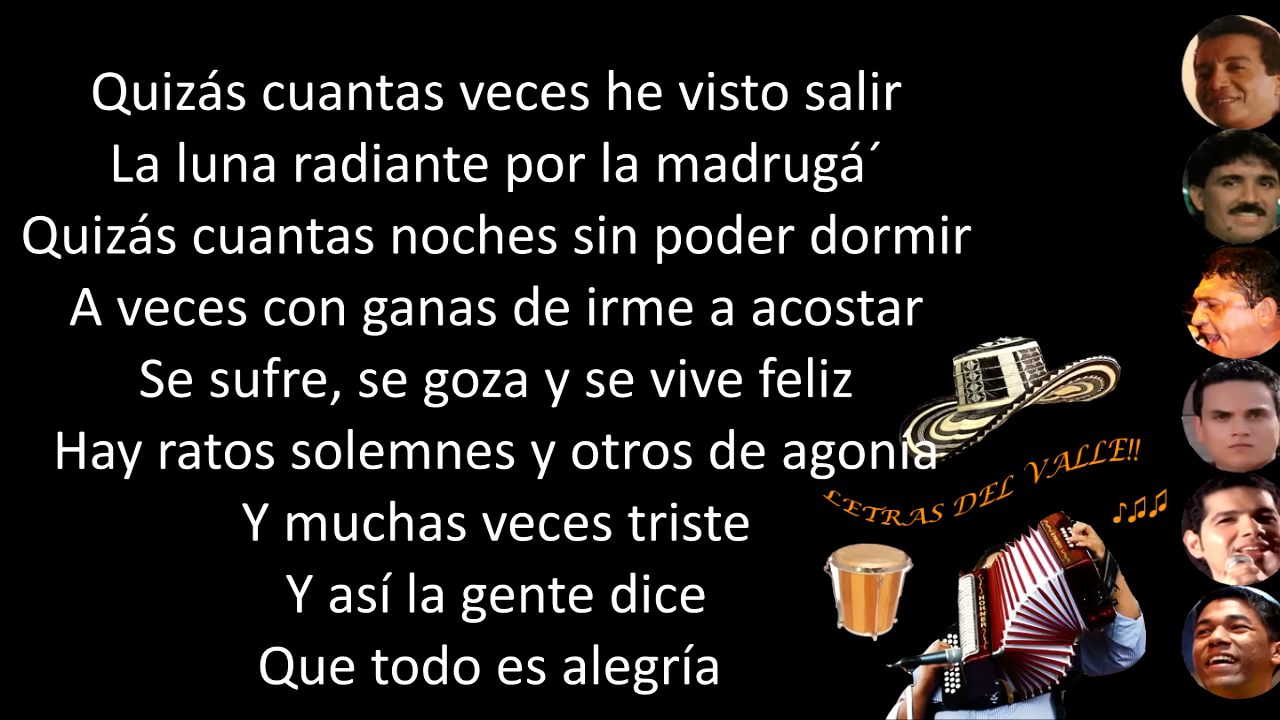 Quizás cuantas veces he visto salir
La luna radiante por la madrugá´
Quizás cuantas noches sin poder dormir
A veces con ganas de irme a acostar
Se sufre, se goza y se vive feliz
Hay ratos solemnes y otros de agonía
Y muchas veces triste
Y así la gente dice
Que todo es alegría
LETRAS DEL VALLE!!
HOHNER